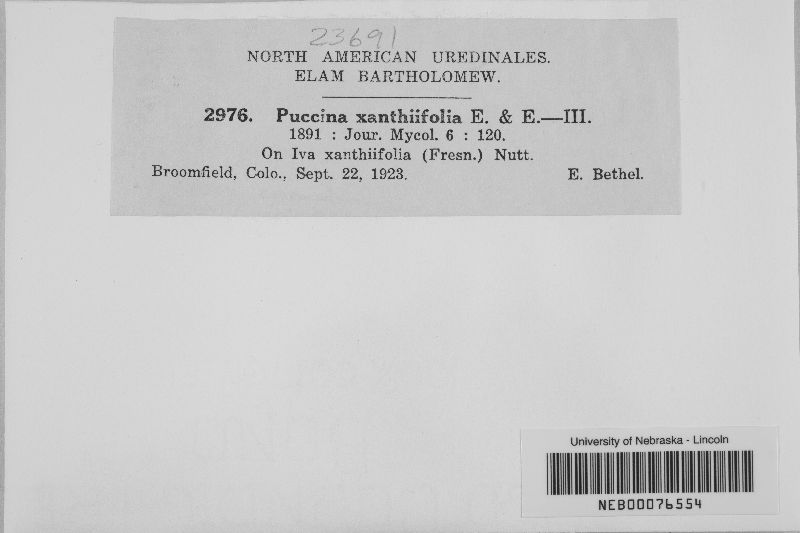 23691
NORTH AMERICAN UREDINALES.
ELAM BARTHOLOMEW.
2976. Puccina xanthiifolia E. & E.—III.
1891 : Jour. Mycol. 6 : 120.
On Iva xanthiifolia (Fresn.) Nutt.
Broomfield, Colo., Sept. 22, 1923. E. Bethel.
University of Nebraska - Lincoln
NEB00076554